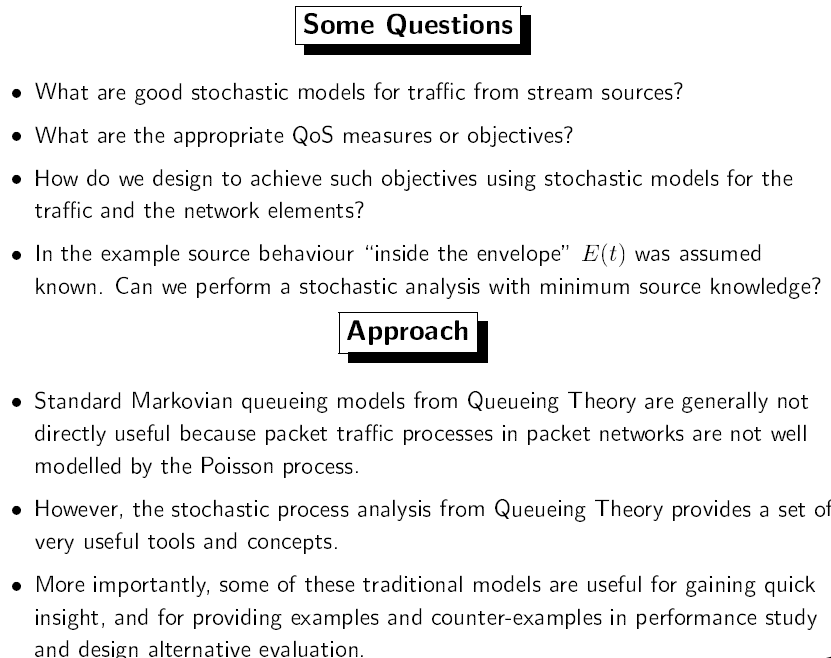 Some Questions
• What are good stochastic models for traffic from stream sources?
• What are the appropriate QoS measures or objectives?
• How do we design to achieve such objectives using stochastic models for the
traffic and the network elements?
• In the example source behaviour “inside the envelope” E(t) was assumed
known. Can we perform a stochastic analysis with minimum source knowledge?
Approach
• Standard Markovian queueing models from Queueing Theory are generally not
directly useful because packet traffic processes in packet networks are not well
modelled by the Poisson process.
• However, the stochastic process analysis from Queueing Theory provides a set of
very useful tools and concepts.
• More importantly, some of these traditional models are useful for gaining quick
insight, and for providing examples and counter-examples in performance study
and design alternative evaluation.